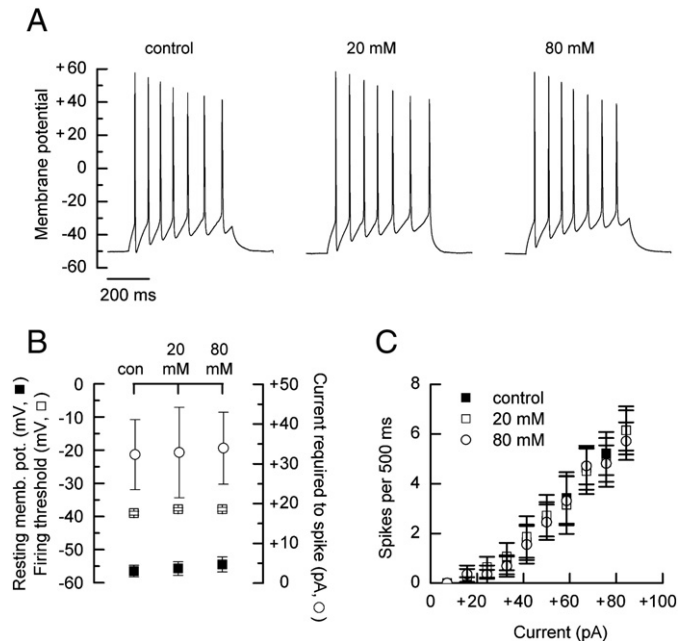 A
control
20 mM
80 mM
Membrane potential
+60
+40
+20
0
-20
-40
-60
200 ms
B
con
20 mM
80 mM
Resting memb. pot. (mV, ■)
Firing threshold (mV, □)
0
-10
-20
-30
-40
-50
-60
+50
+40
+30
+20
+10
0
Current required to spike (pA, ○)
C
control
20 mM
80 mM
Spikes per 500 ms
8
6
4
2
0
0
+20
+40
+60
+80
+100
Current (pA)